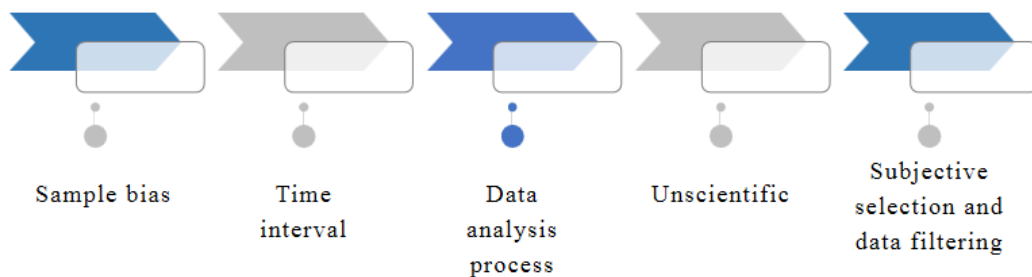 Sample bias
Time
interval
Data
analysis
process
Unscientific
Subjective
selection and
data filtering